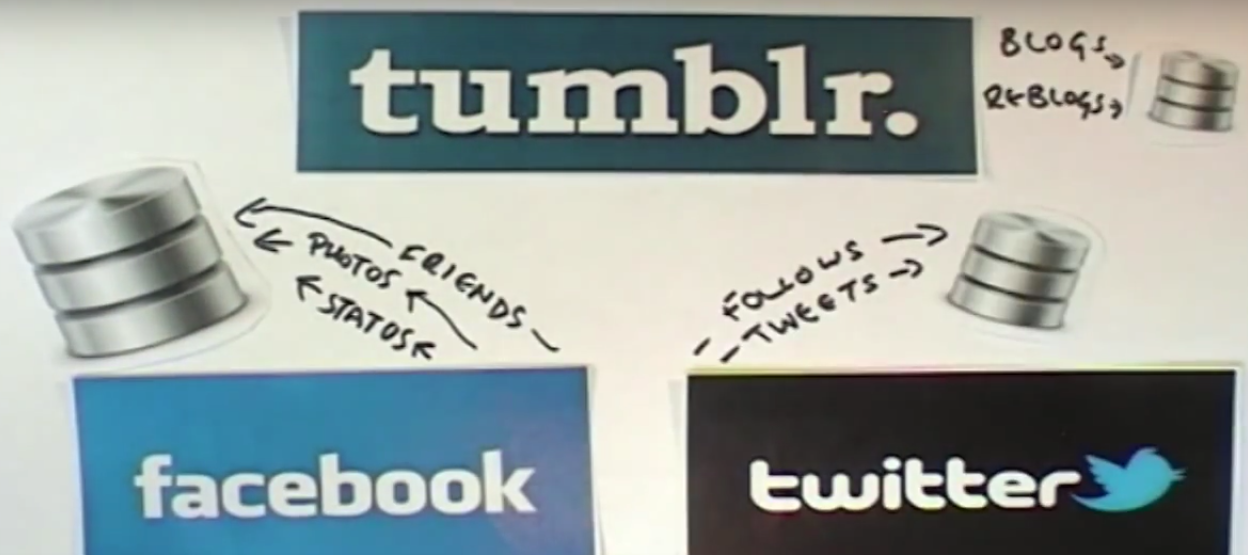 tumblr.
BLOGS
REBLOGS
FRIENDS
PHOTOS
STATUS
FOLLOWS
TWEETS
facebook
twitter